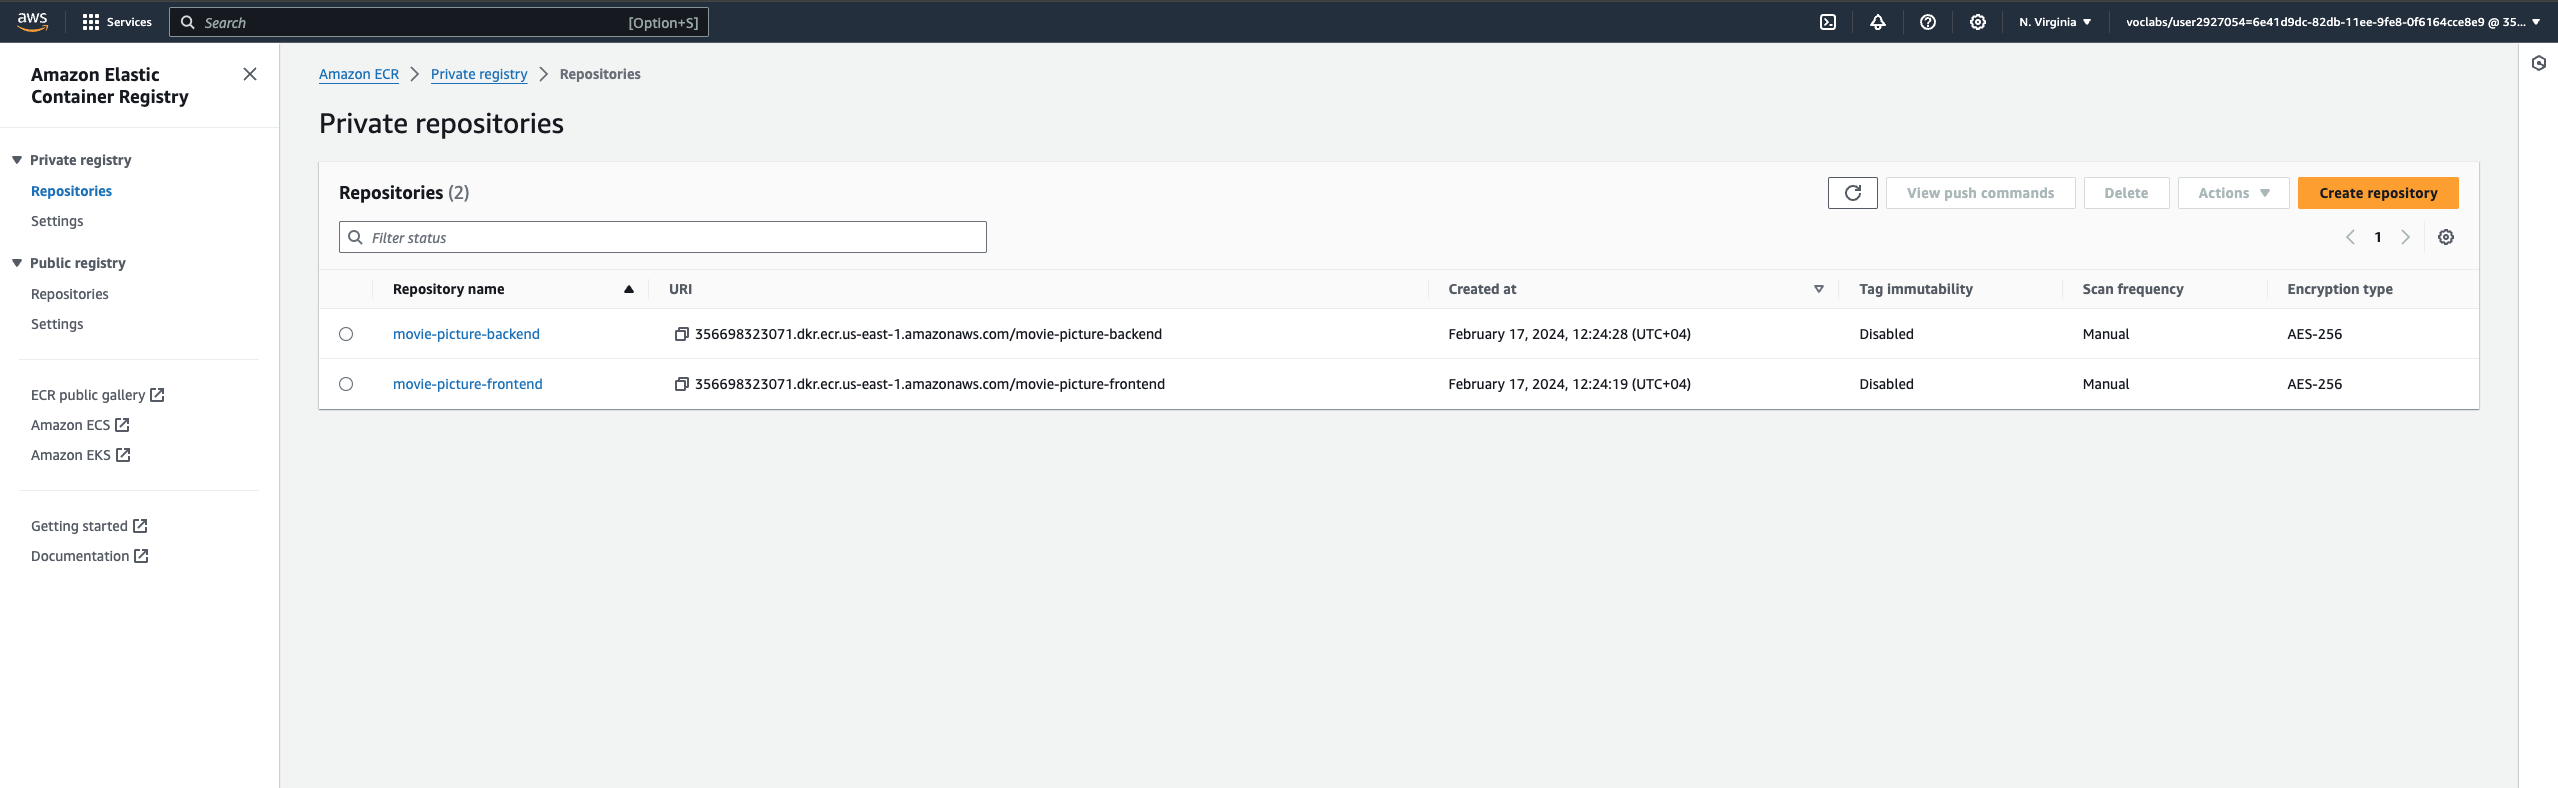 aws
Services
Search
[Option+S]
N. Virginia
voclabs/user2927054=6e41d9dc-82db-11ee-9fe8-0f6164cce8e9 @ 35...
Amazon Elastic
Container Registry
Private registry
Repositories
Settings
Public registry
Repositories
Settings
ECR public gallery
Amazon ECS
Amazon EKS
Getting started
Documentation
Amazon ECR > Private registry > Repositories
Private repositories
Repositories (2)
View push commands
Delete
Actions
Create repository
Filter status
1
Repository name URI Created at Tag immutability Scan frequency Encryption type
movie-picture-backend 356698323071.dkr.ecr.us-east-1.amazonaws.com/movie-picture-backend February 17, 2024, 12:24:28 (UTC+04) Disabled Manual AES-256
movie-picture-frontend 356698323071.dkr.ecr.us-east-1.amazonaws.com/movie-picture-frontend February 17, 2024, 12:24:19 (UTC+04) Disabled Manual AES-256